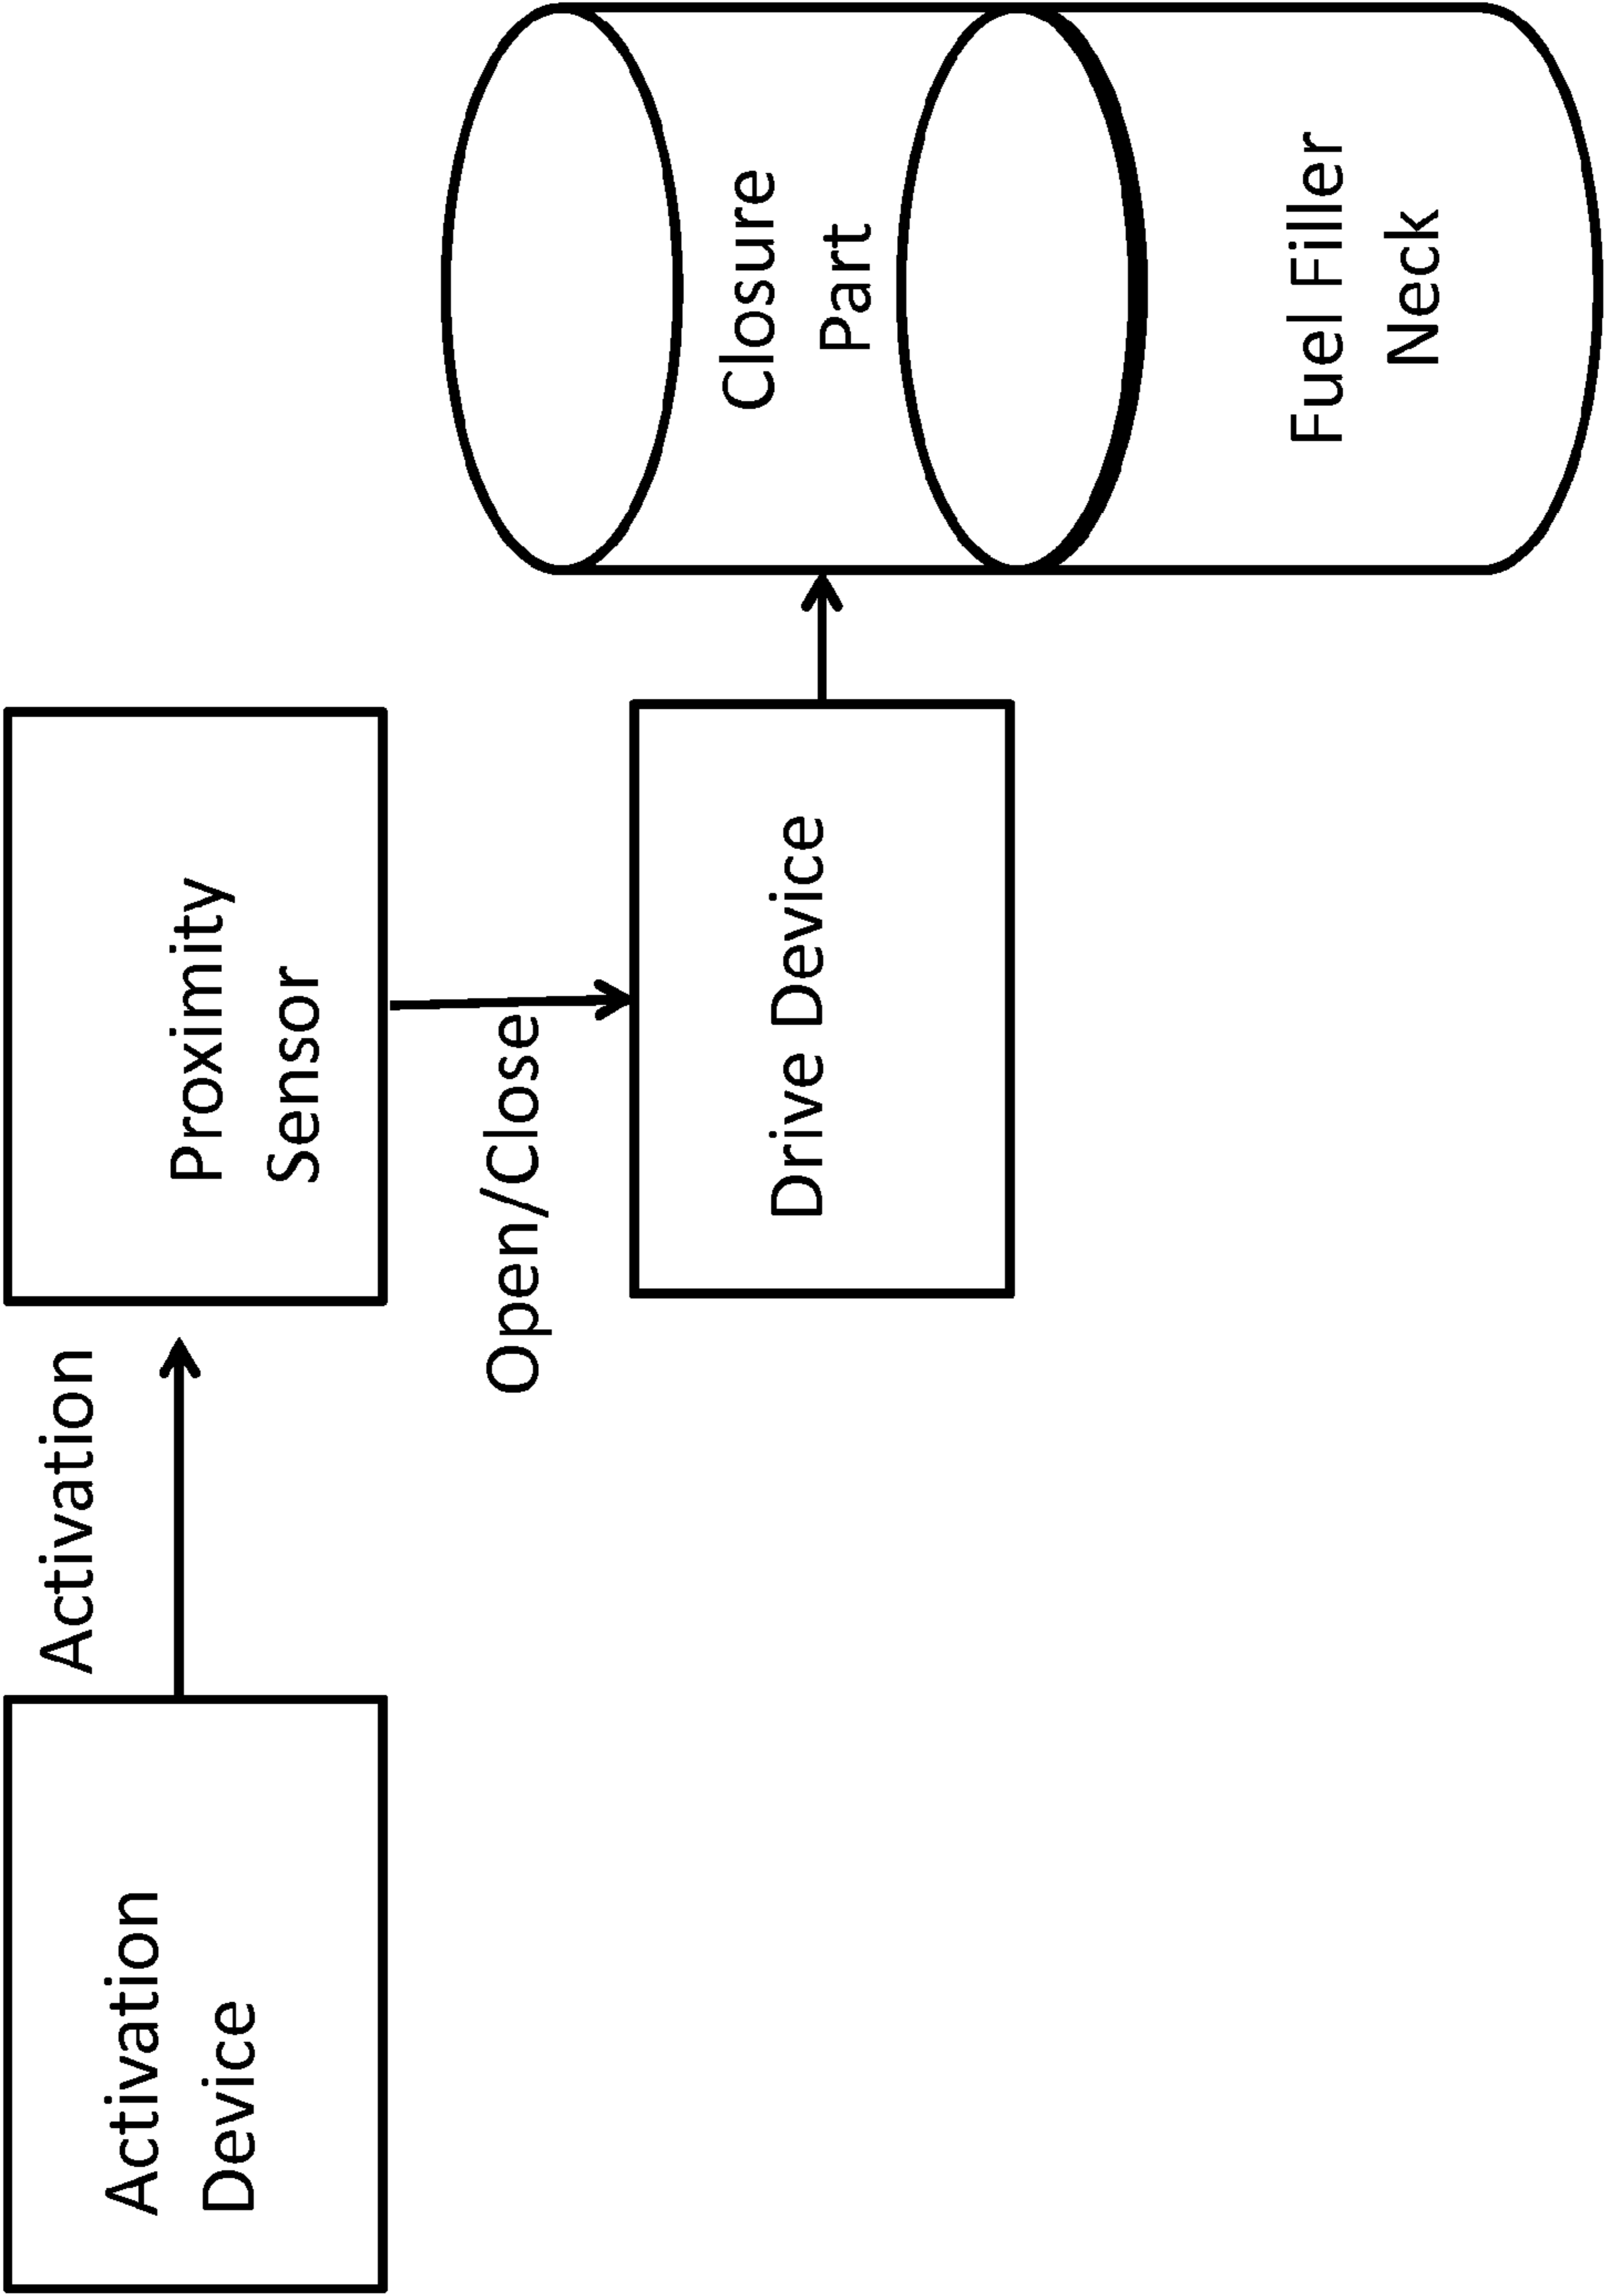 Activation
Device
Activation
Proximity
Sensor
Open/Close
Drive Device
Closure
Part
Fuel Filler
Neck